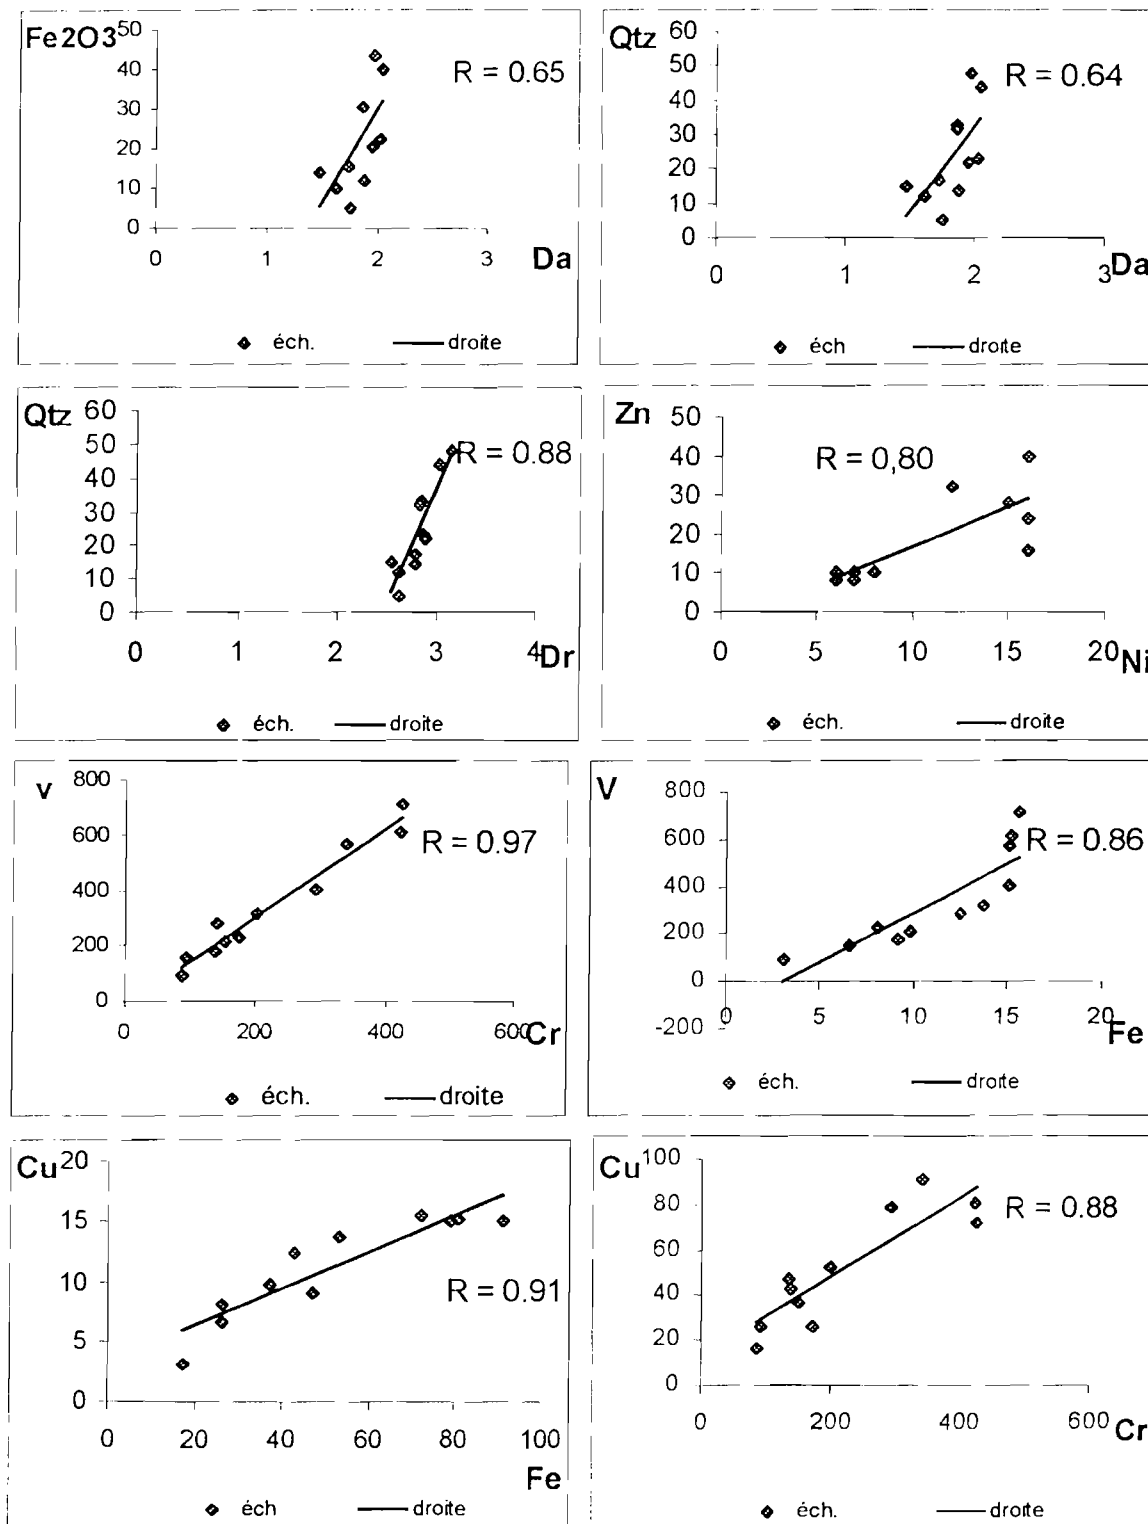 Fe2O3
50
40
30
20
10
0
R = 0.65
0 1 2 3
Da
éch. droite
Qtz
60
50
40
30
20
10
0
R = 0.64
0 1 2 3
Da
éch droite
Qtz
60
50
40
30
20
10
0
R = 0.88
0 1 2 3 4
Dr
éch. droite
Zn
50
40
30
20
10
0
R = 0,80
0 5 10 15 20
Ni
éch. droite
v
800
600
400
200
0
R = 0.97
0 200 400 600
Cr
éch. droite
V
800
600
400
200
0
-200
R = 0.86
0 5 10 15 20
Fe
éch. droite
Cu
20
15
10
5
0
R = 0.91
0 20 40 60 80 100
Fe
éch droite
Cu
100
80
60
40
20
0
R = 0.88
0 200 400 600
Cr
éch. droite